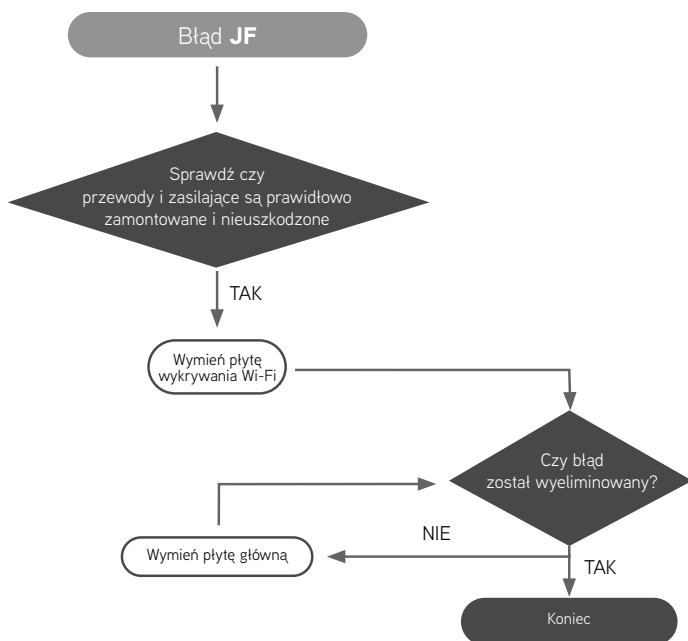 Błąd JF
Sprawdź czy
przewody i zasilające są prawidłowo
zamontowane i nieuszkodzone
TAK
Wymień płytę
wykrywania Wi-Fi
Czy błąd
został wyeliminowany?
NIE
Wymień płytę główną
TAK
Koniec